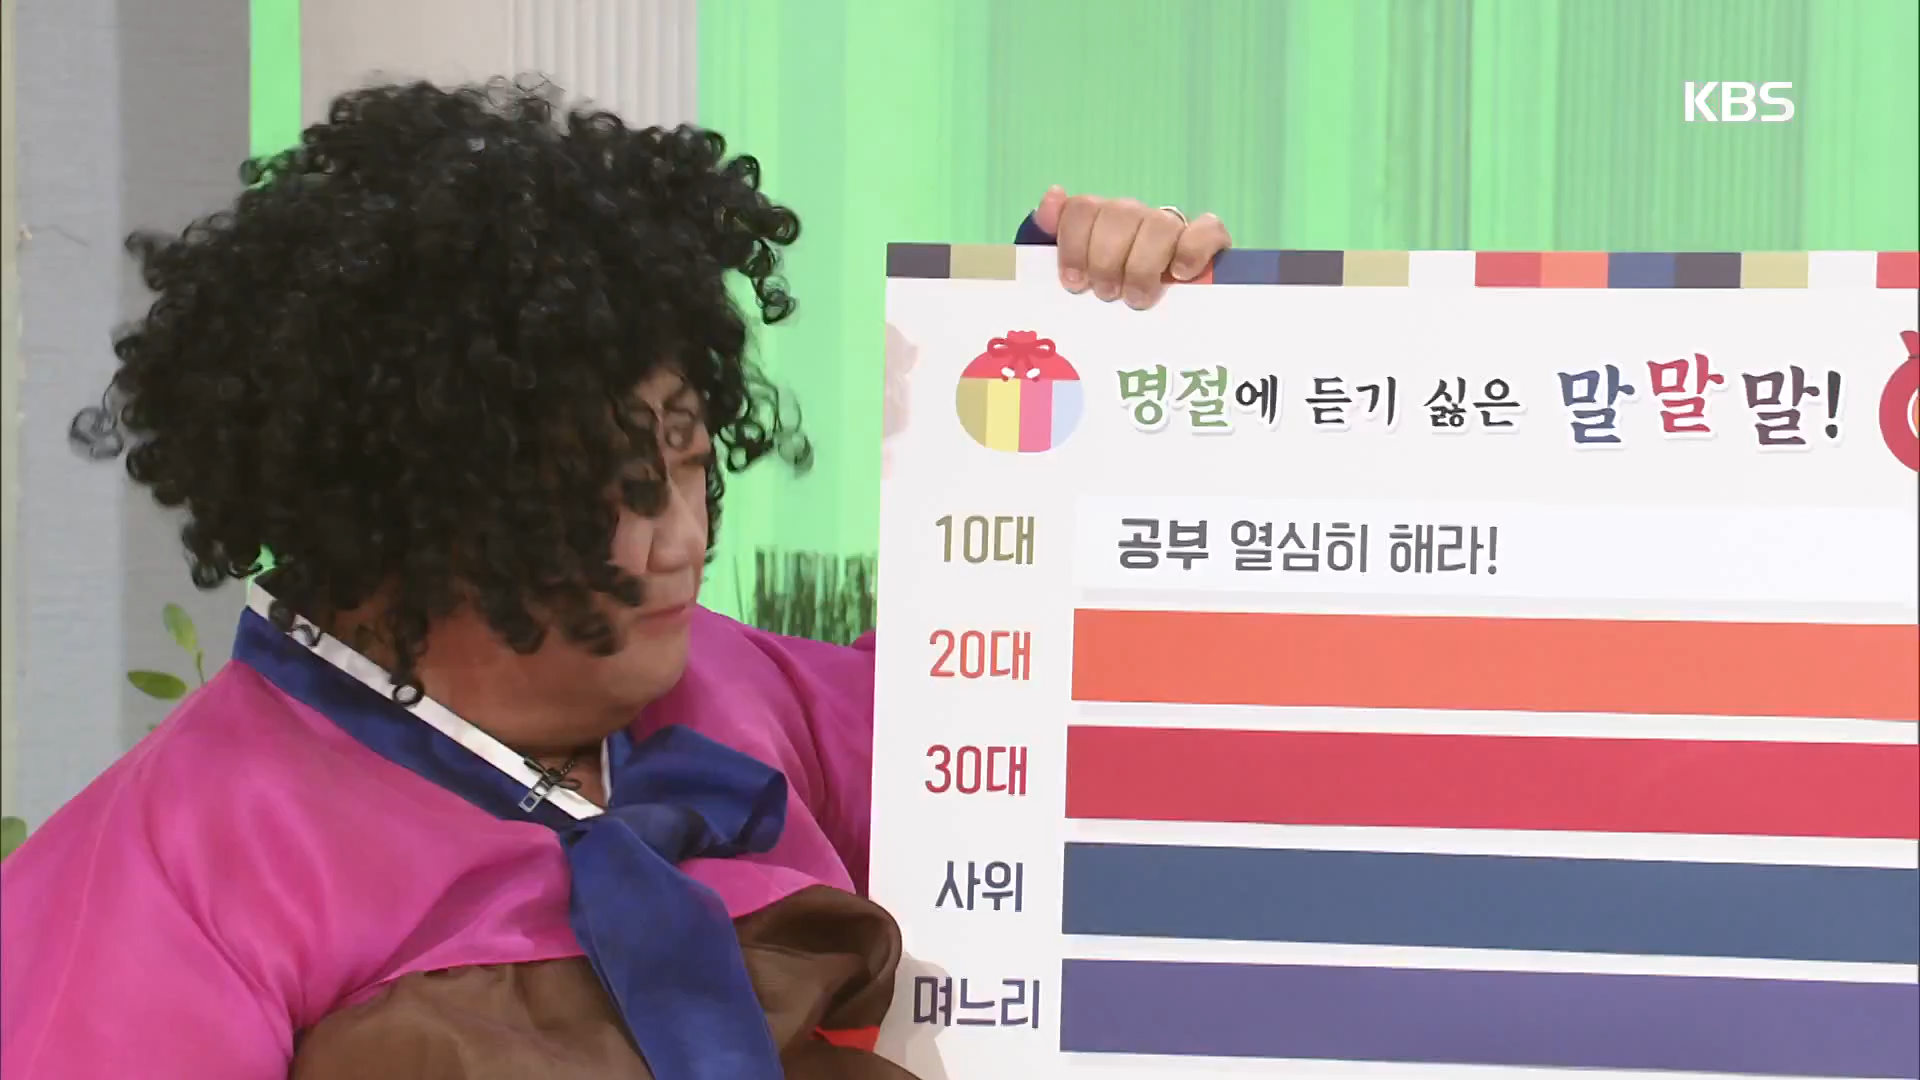 KBS
명절에 듣기 싫은 말말말!
10대 공부 열심히 해라!
20대
30대
사위
며느리